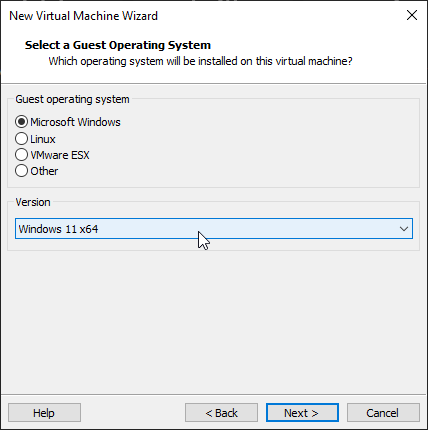 New Virtual Machine Wizard
Select a Guest Operating System
Which operating system will be installed on this virtual machine?
Guest operating system
Microsoft Windows
Linux
VMware ESX
Other
Version
Windows 11 x64
Help
< Back
Next >
Cancel